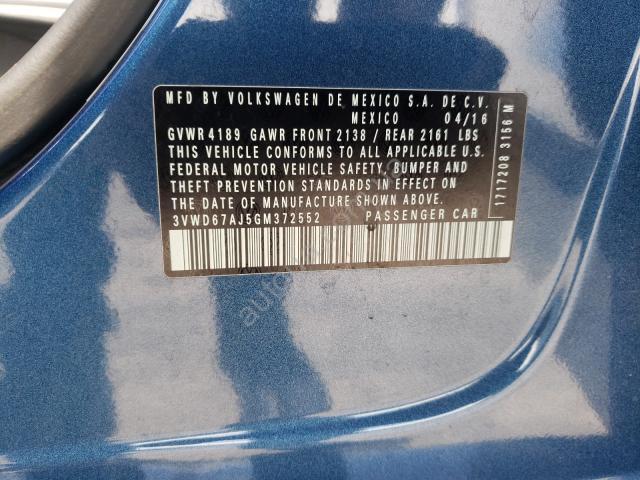 MFD BY VOLKSWAGEN DE MEXICO S.A. DE C.V.
MEXICO 04/16
GVWR 4189 GAWR FRONT 2138 / REAR 2161 LBS
THIS VEHICLE CONFORMS TO ALL APPLICABLE U.S.
FEDERAL MOTOR VEHICLE SAFETY, BUMPER AND
THEFT PREVENTION STANDARDS IN EFFECT
ON THE DATE OF MANUFACTURE SHOWN ABOVE.
3VWD67AJ5GM372552 PASSENGER CAR
1717208 3156 M